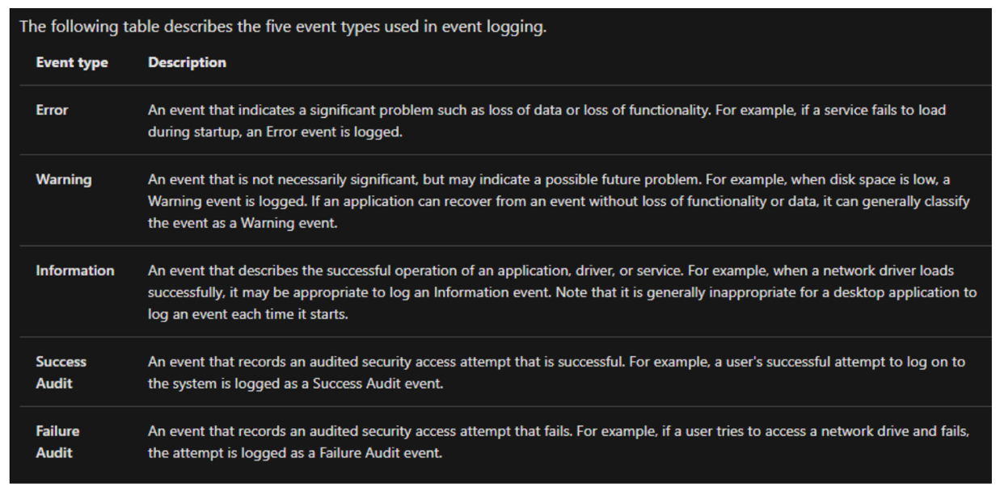 The following table describes the five event types used in event logging.
Event type Description
Error An event that indicates a significant problem such as loss of data or loss of functionality. For example, if a service fails to load
during startup, an Error event is logged.
Warning An event that is not necessarily significant, but may indicate a possible future problem. For example, when disk space is low, a
Warning event is logged. If an application can recover from an event without loss of functionality or data, it can generally classify
the event as a Warning event.
Information An event that describes the successful operation of an application, driver, or service. For example, when a network driver loads
successfully, it may be appropriate to log an Information event. Note that it is generally inappropriate for a desktop application to
log an event each time it starts.
Success An event that records an audited security access attempt that is successful. For example, a user's successful attempt to log on to
Audit the system is logged as a Success Audit event.
Failure An event that records an audited security access attempt that fails. For example, if a user tries to access a network drive and fails,
Audit the attempt is logged as a Failure Audit event.